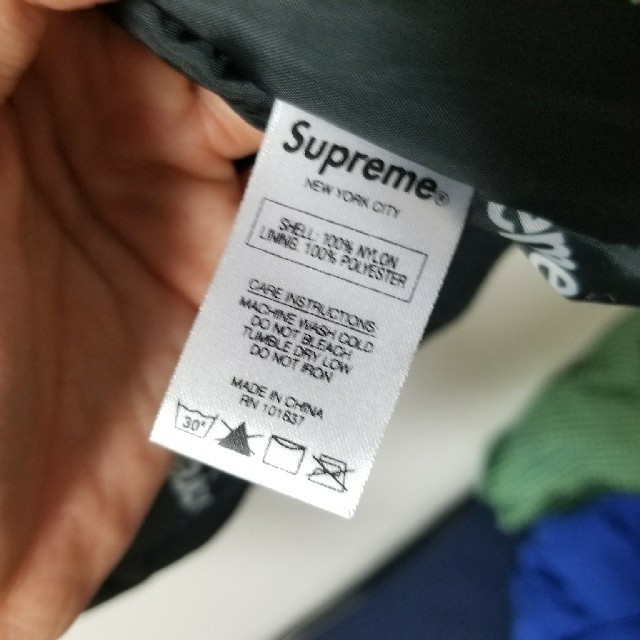 Supreme®
NEW YORK CITY
SHELL: 100% NYLON
LINING: 100% POLYESTER
CARE INSTRUCTIONS:
MACHINE WASH COLD
DO NOT BLEACH
TUMBLE DRY LOW
DO NOT IRON
MADE IN CHINA
RN 101837
30°